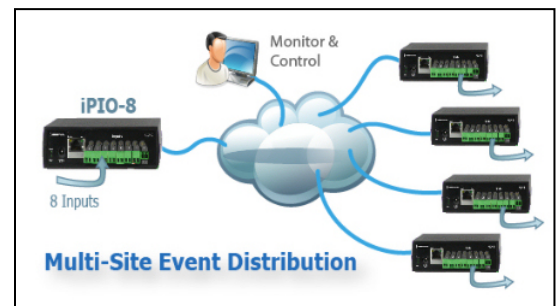 Monitor &
Control
iPIO-8
8 Inputs
Multi-Site Event Distribution